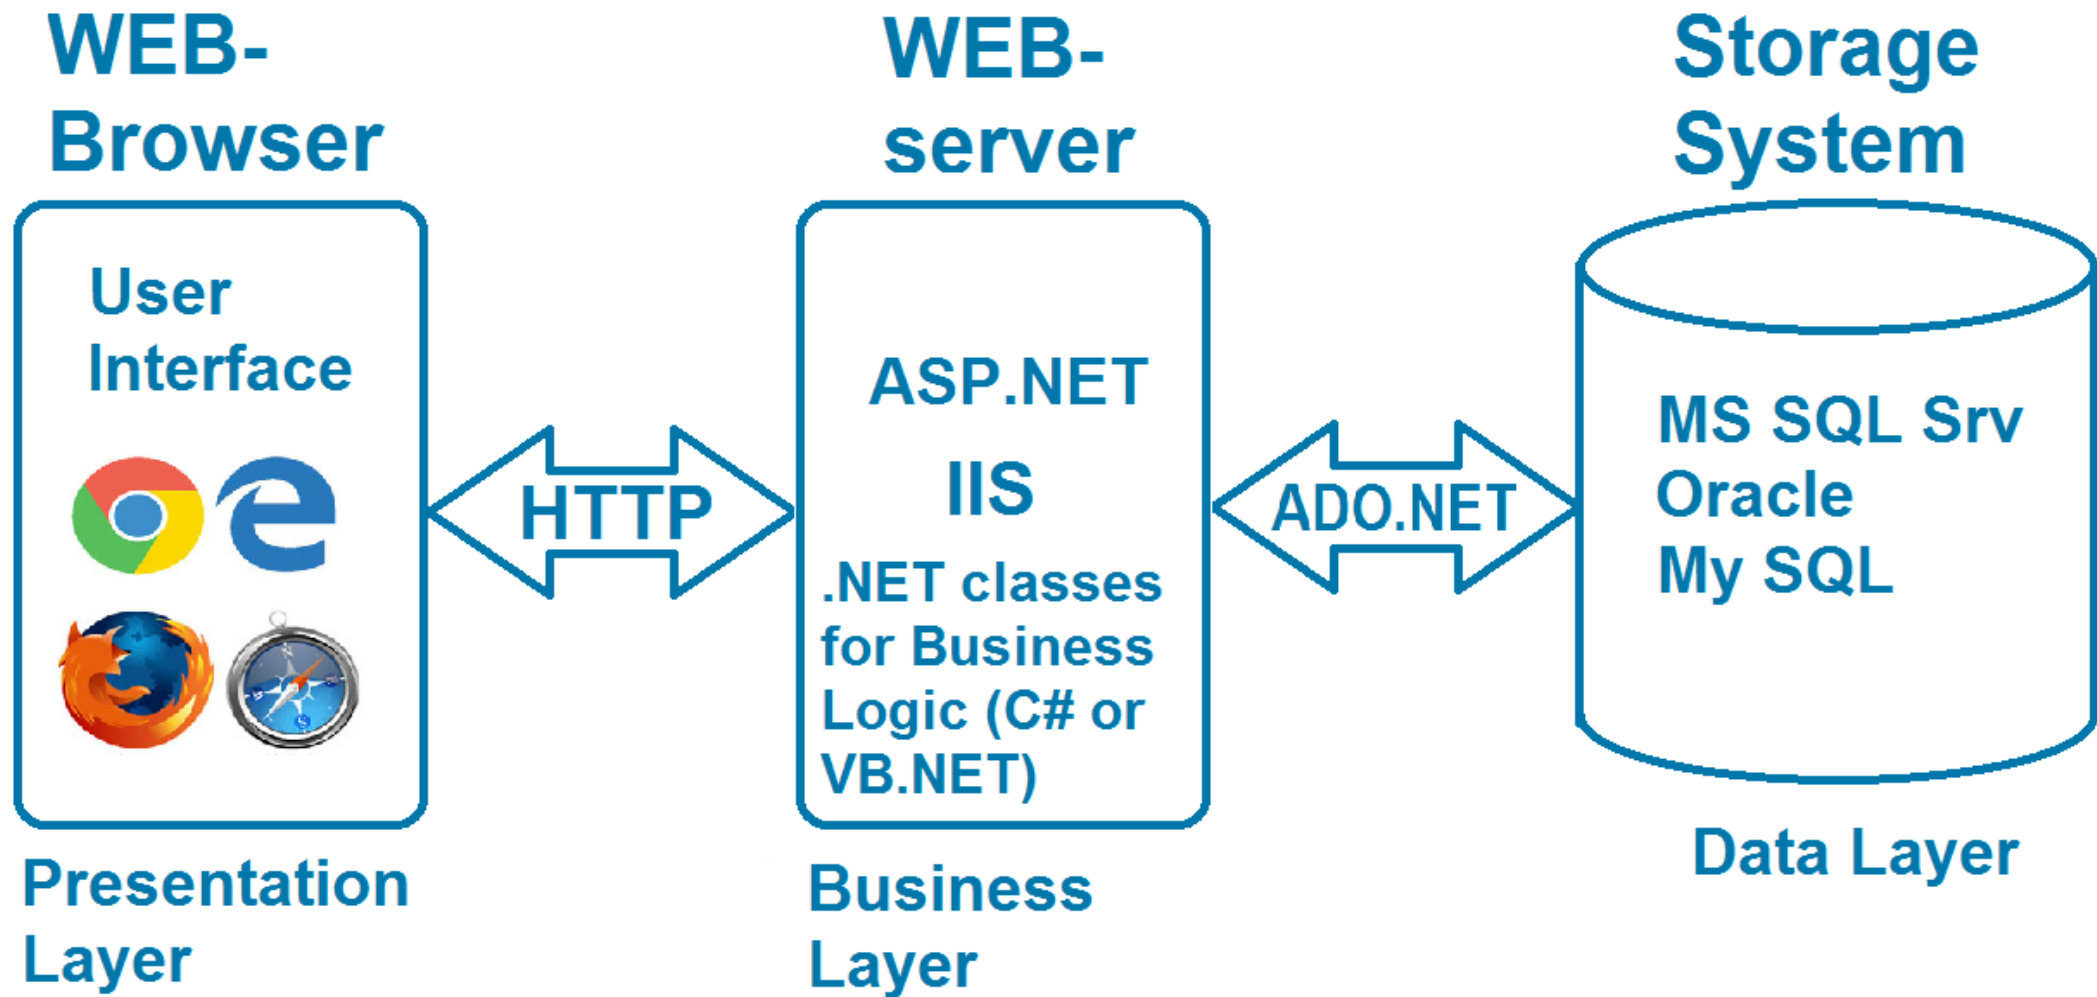 WEB-
Browser
User
Interface
Presentation
Layer
HTTP
WEB-
server
ASP.NET
IIS
.NET classes
for Business
Logic (C# or
VB.NET)
Business
Layer
ADO.NET
Storage
System
MS SQL Srv
Oracle
My SQL
Data Layer